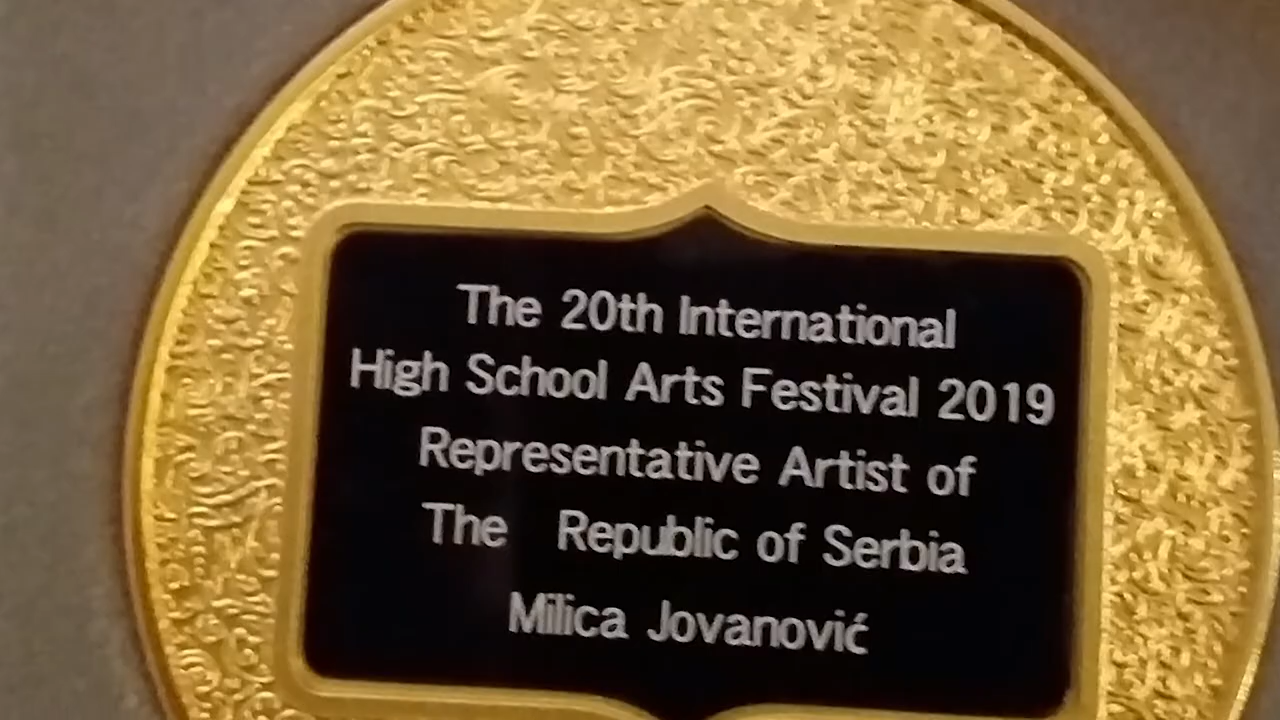 The 20th International
High School Arts Festival 2019
Representative Artist of
The Republic of Serbia
Milica Jovanović